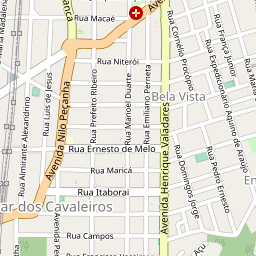 Rua Macaé
Avenida
Rua Niterói
Rua Cornélio Procópio
Rua França Júnior
Rua Expedicionário Aquino de Araújo
Bela Vista
Rua Luís de Jesus
Avenida Nilo Peçanha
Rua Prefeito Ribeiro
Rua Manoel Duarte
Rua Emiliano Perneta
Rua Almirante Alexandrino
Rua Ernesto de Melo
Avenida Henrique Valadares
Rua Maricá
Rua Itaboraí
Rua Domingos Jorge
Rua Pedro Ernesto
ar dos Cavaleiros
Rua Campos